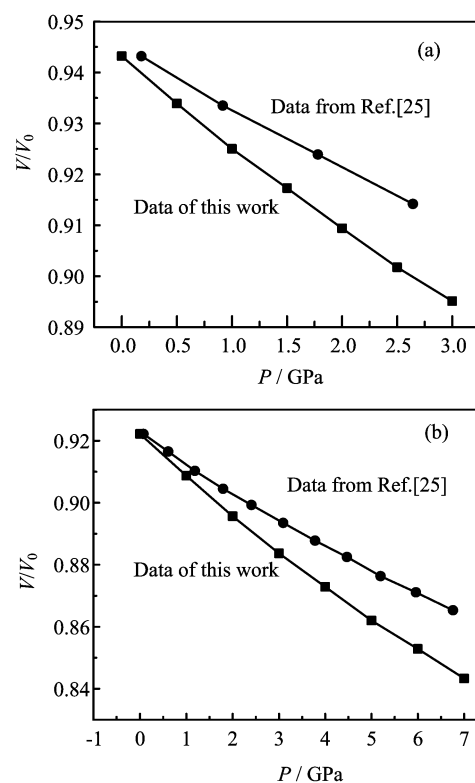 0.95
(a)
0.94
Data from Ref.[25]
0.93
V/V0
0.92
Data of this work
0.91
0.90
0.89
0.0 0.5 1.0 1.5 2.0 2.5 3.0
P / GPa
(b)
0.92
Data from Ref.[25]
0.90
V/V0
0.88
Data of this work
0.86
0.84
-1 0 1 2 3 4 5 6 7
P / GPa